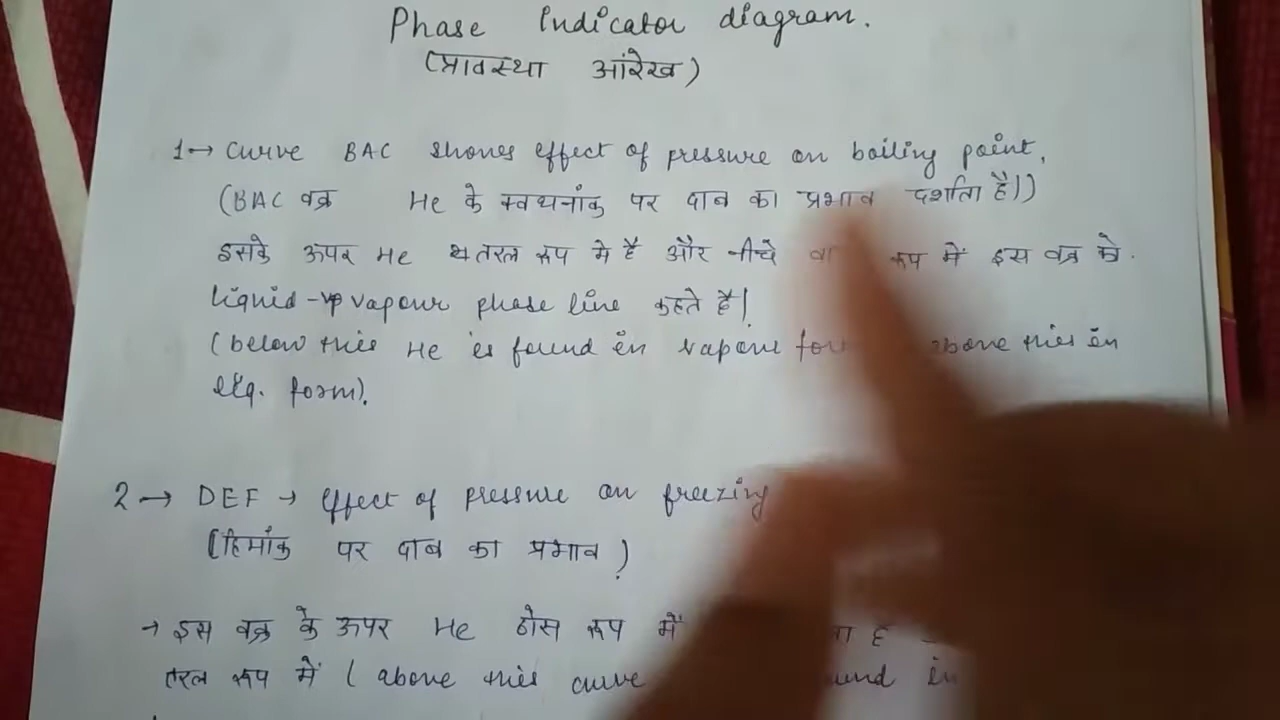 Phase Indicator diagram.
(प्रावस्था आंरेख)
1→ Curve BAC shows effect of pressure on boiling point.
(BAC वक्र He के क्वथनांक पर दाब का प्रभाव दर्शाता है।)
इसके ऊपर He तरल रूप मे है और नीचे रूप में इस वक्र को
liquid-vapour phase line कहते है।
(below this He is found in vapour above this in
liq. form).
2→ DEF → effect of pressure on freezing
(हिमांक पर दाब का प्रभाव)
→ इस वक्र के ऊपर He ठोस रूप में
तरल रूप में (above this curve in